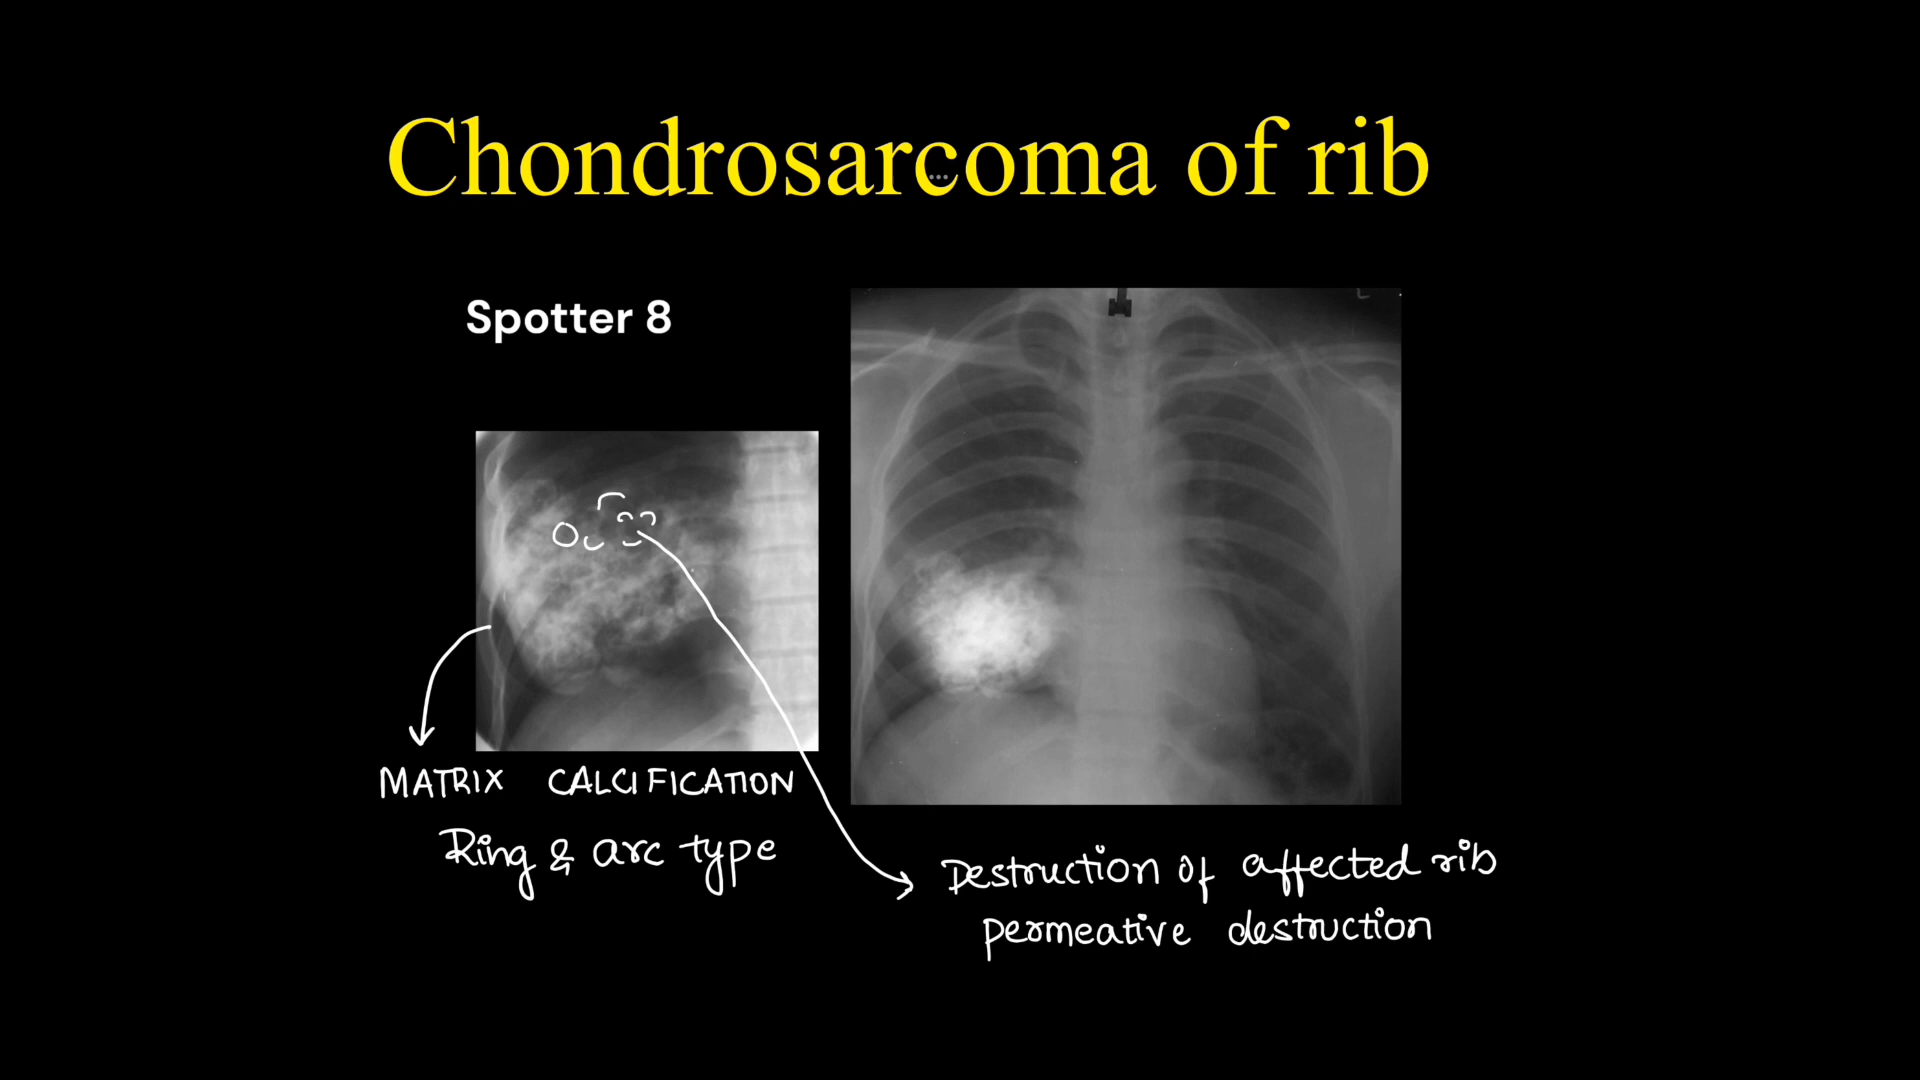 Chondrosarcoma of rib
Spotter 8
L
MATRIX CALCIFICATION
Ring & arc type
Destruction of affected rib
permeative destruction